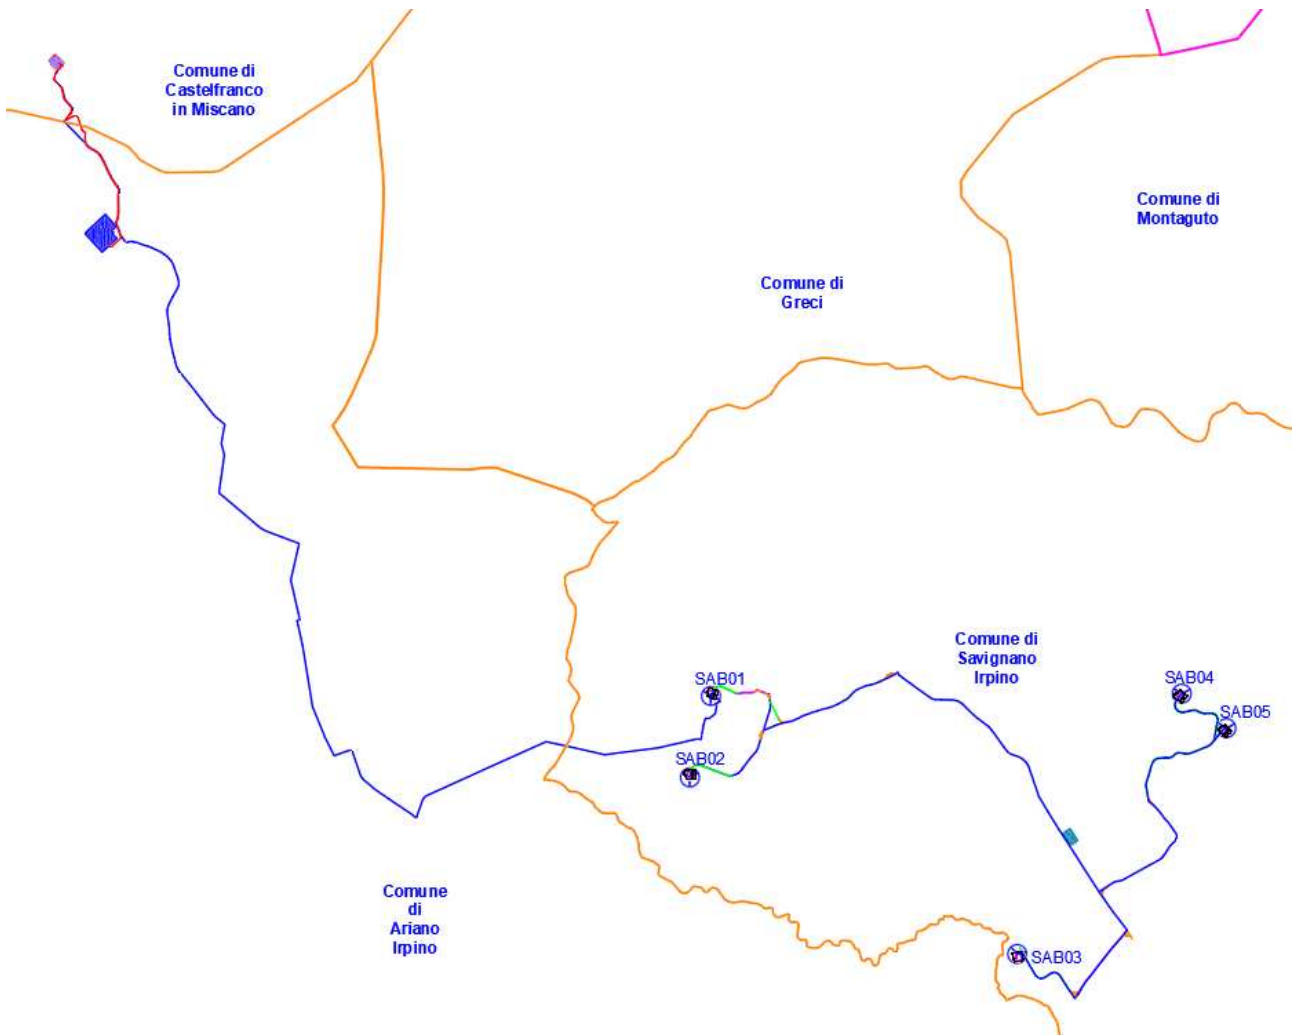 Comune di
Castelfranco
in Miscano
Comune di
Montaguto
Comune di
Greci
Comune di
Savignano
Irpino
SAB01
SAB04
SAB05
SAB02
Comune
di
Ariano
Irpino
SAB03